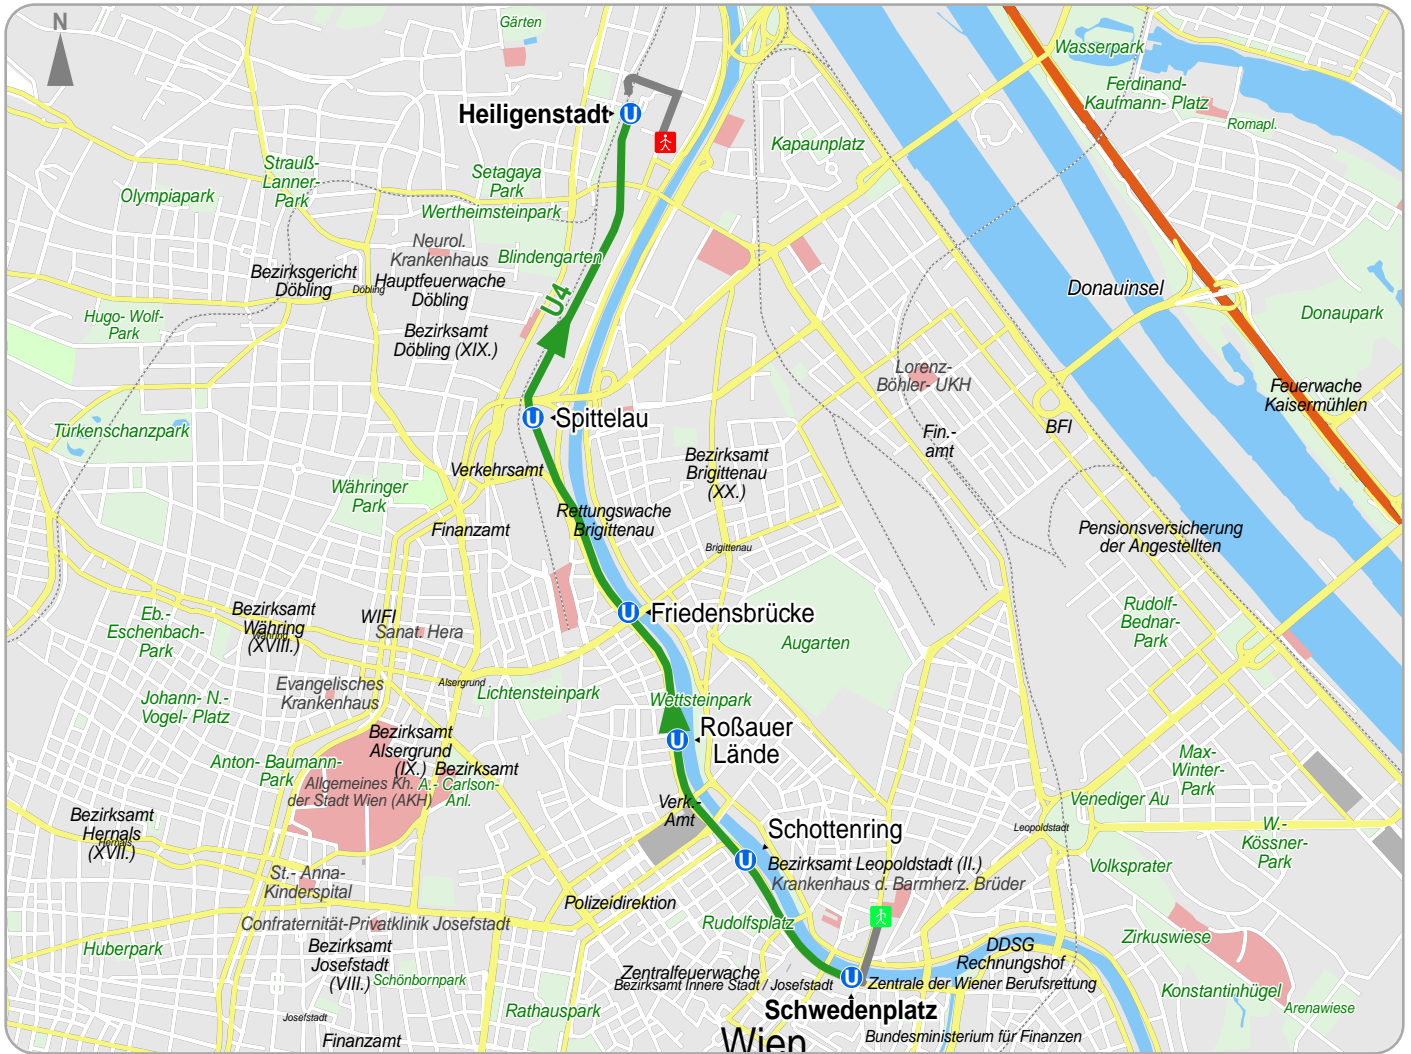 N
Gärten
Wasserpark
Ferdinand-
Kaufmann- Platz
Romapl.
Heiligenstadt
U
Kapaunplatz
Strauß-
Lanner-
Park
Setagaya
Park
Olympiapark
Wertheimsteinpark
Neurol.
Krankenhaus
Blindengarten
Bezirksgericht
Döbling
Döbling
Hauptfeuerwache
Döbling
Donauinsel
U4
Hugo- Wolf-
Park
Donaupark
Bezirksamt
Döbling (XIX.)
Lorenz-
Böhler- UKH
Feuerwache
Kaisermühlen
U
Spittelau
Türkenschanzpark
Fin.-
amt
BFI
Verkehrsamt
Bezirksamt
Brigittenau
(XX.)
Währinger
Park
Rettungswache
Brigittenau
Finanzamt
Pensionsversicherung
der Angestellten
Brigittenau
Eb.-
Eschenbach-
Park
Bezirksamt
Währing
Währing
(XVIII.)
WIFI
Sanat. Hera
U
Friedensbrücke
Augarten
Rudolf-
Bednar-
Park
Evangelisches
Krankenhaus
Alsergrund
Lichtensteinpark
Wettsteinpark
Johann- N.-
Vogel- Platz
U
Roßauer
Lände
Bezirksamt
Alsergrund
(IX.)
Bezirksamt
Anton- Baumann-
Park
Allgemeines Kh.
der Stadt Wien (AKH)
A.- Carlson-
Anl.
Max-
Winter-
Park
Verk.-
Amt
Venediger Au
Bezirksamt
Hernals
Hernals
(XVII.)
Schottenring
Leopoldstadt
W.-
Kössner-
Park
U
Bezirksamt Leopoldstadt (II.)
Krankenhaus d. Barmherz. Brüder
Volksprater
St.- Anna-
Kinderspital
Polizeidirektion
Confraternität-Privatklinik Josefstadt
Rudolfsplatz
Zirkuswiese
Huberpark
Bezirksamt
Josefstadt
(VIII.)
Schönbornpark
DDSG
Rechnungshof
Zentralfeuerwache
Bezirksamt Innere Stadt / Josefstadt
U
Zentrale der Wiener Berufsrettung
Konstantinhügel
Arenawiese
Josefstadt
Rathauspark
Schwedenplatz
Finanzamt
Wien
Bundesministerium für Finanzen